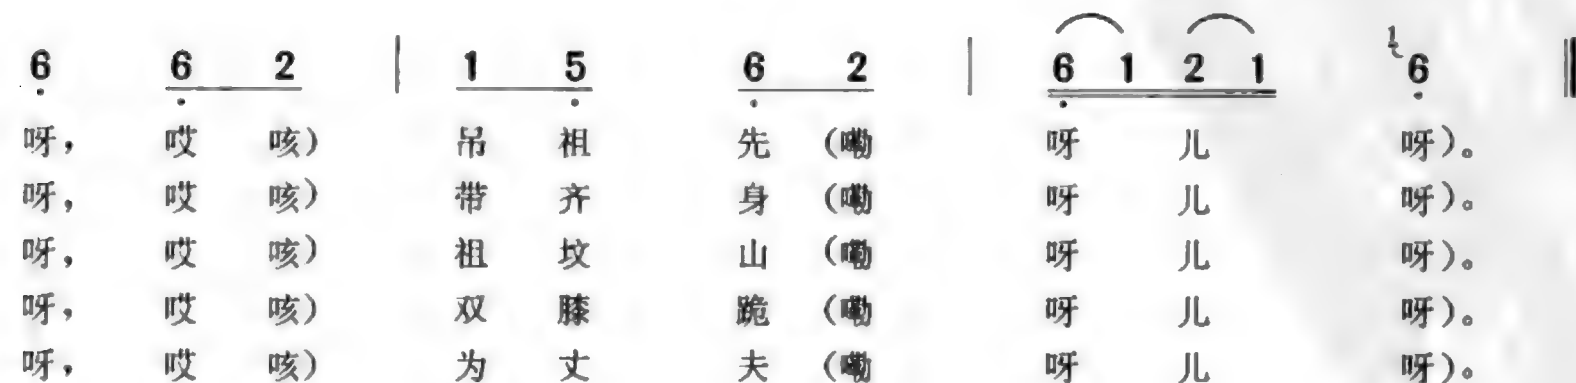 6 6 2 | 1 5 6 2 | 6 1 2 1 1 6
呀， 哎 咳） 吊 祖 先 （嘞 呀 儿 呀）。
呀， 哎 咳） 带 齐 身 （嘞 呀 儿 呀）。
呀， 哎 咳） 祖 坟 山 （嘞 呀 儿 呀）。
呀， 哎 咳） 双 膝 跪 （嘞 呀 儿 呀）。
呀， 哎 咳） 为 丈 夫 （嘞 呀 儿 呀）。